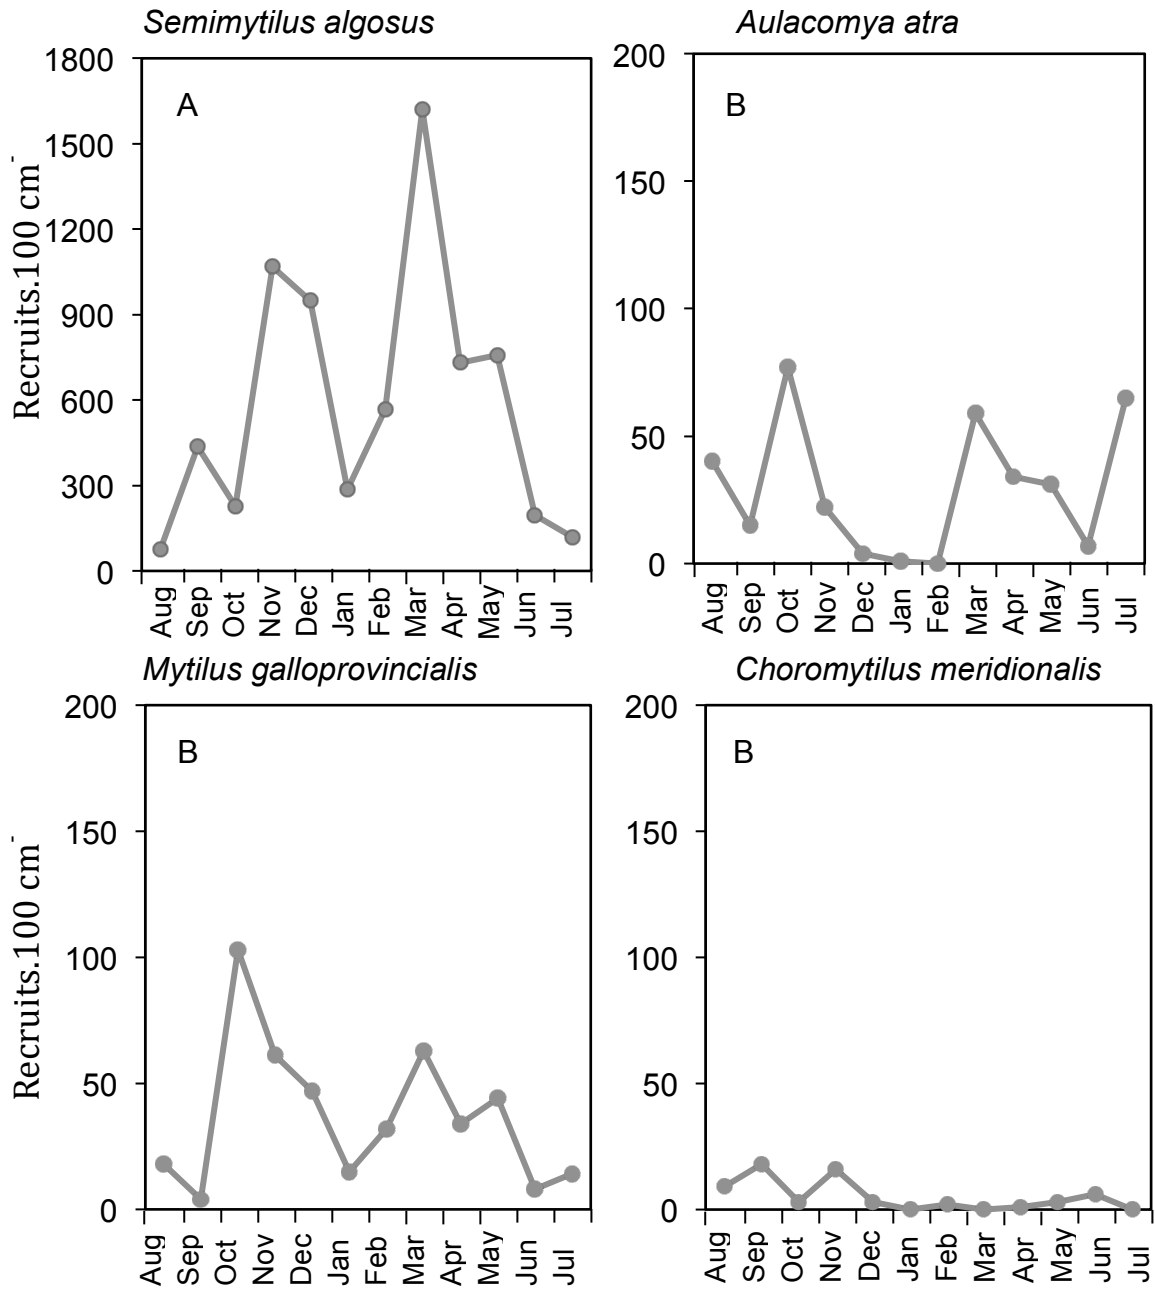 Semimytilus algosus
Aulacomya atra
Recruits.100 cm-
1800
1500
1200
900
600
300
0
A
Aug
Sep
Oct
Nov
Dec
Jan
Feb
Mar
Apr
May
Jun
Jul
200
150
100
50
0
B
Aug
Sep
Oct
Nov
Dec
Jan
Feb
Mar
Apr
May
Jun
Jul
Mytilus galloprovincialis
Choromytilus meridionalis
Recruits.100 cm-
200
150
100
50
0
B
Aug
Sep
Oct
Nov
Dec
Jan
Feb
Mar
Apr
May
Jun
Jul
200
150
100
50
0
B
Aug
Sep
Oct
Nov
Dec
Jan
Feb
Mar
Apr
May
Jun
Jul